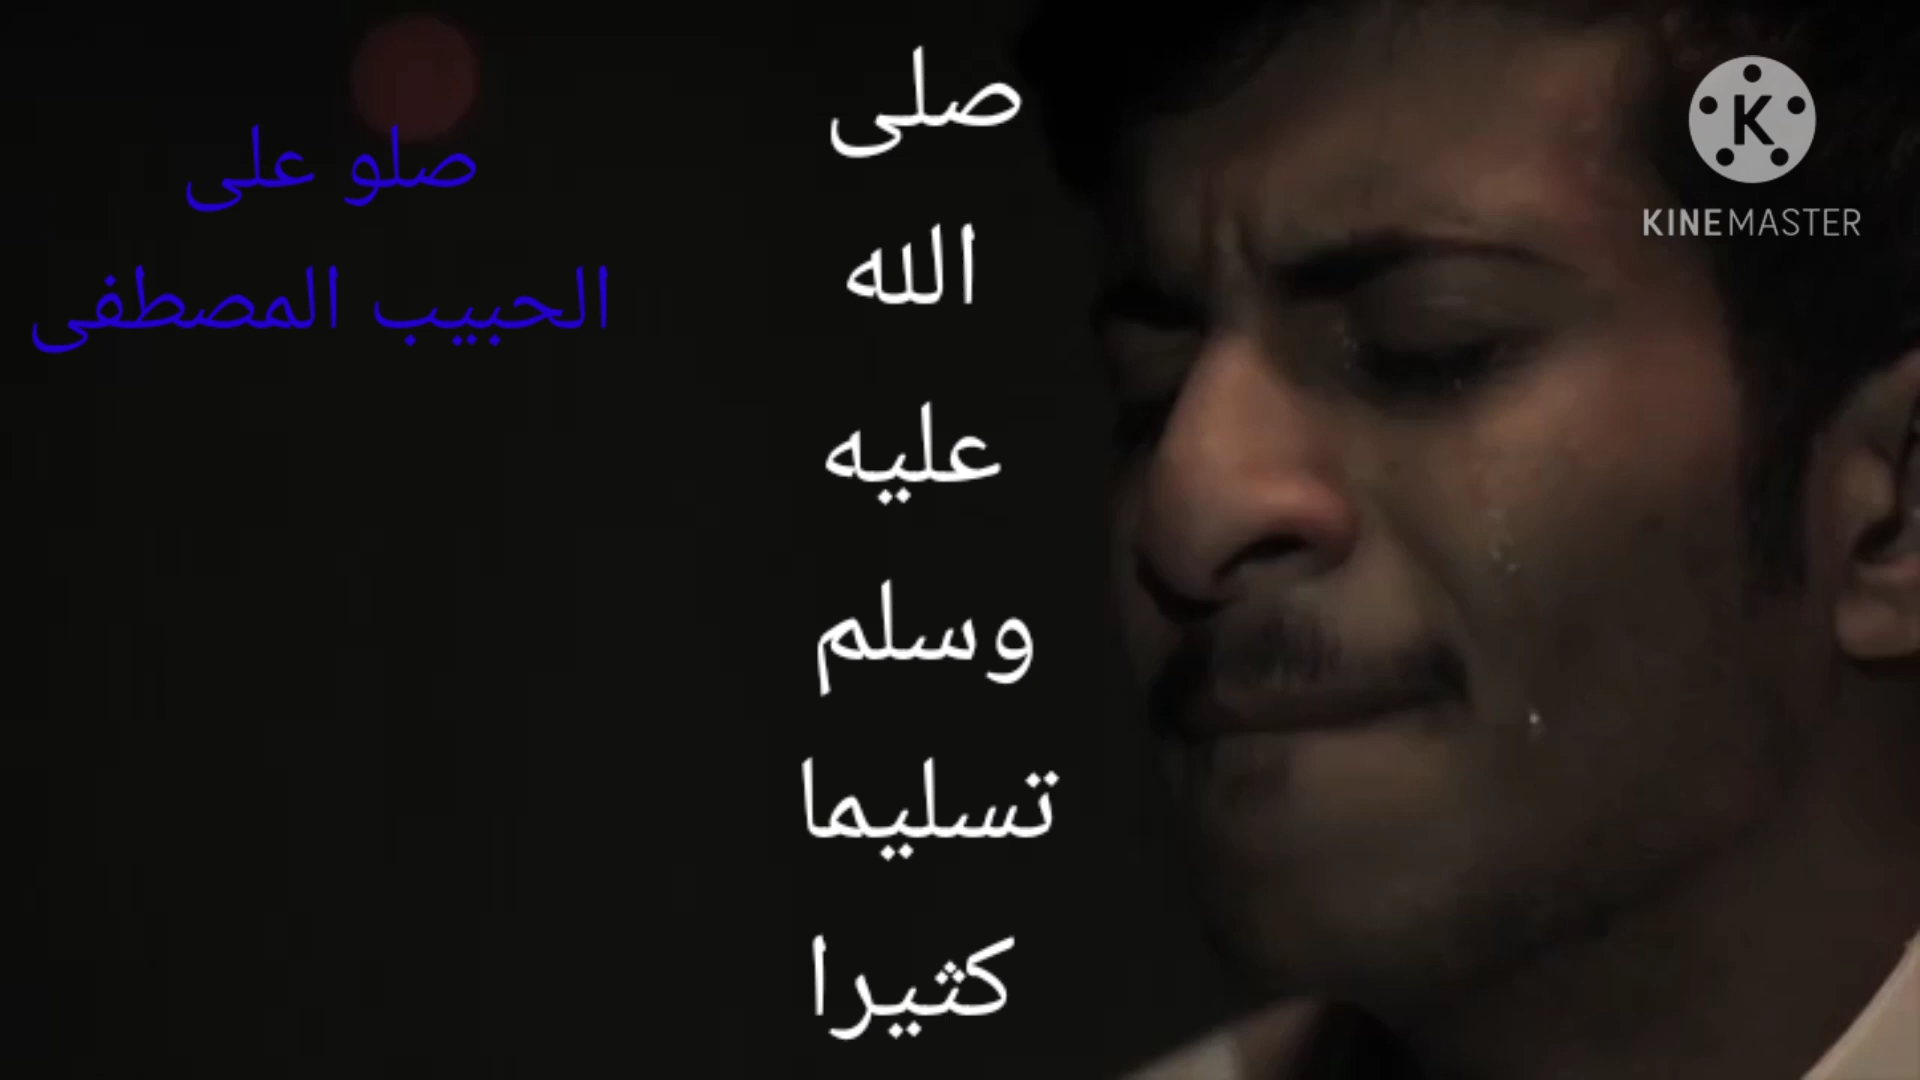 صلو على
الحبيب المصطفى
صلى
الله
عليه
وسلم
تسليما
كثيرا
K
KINEMASTER